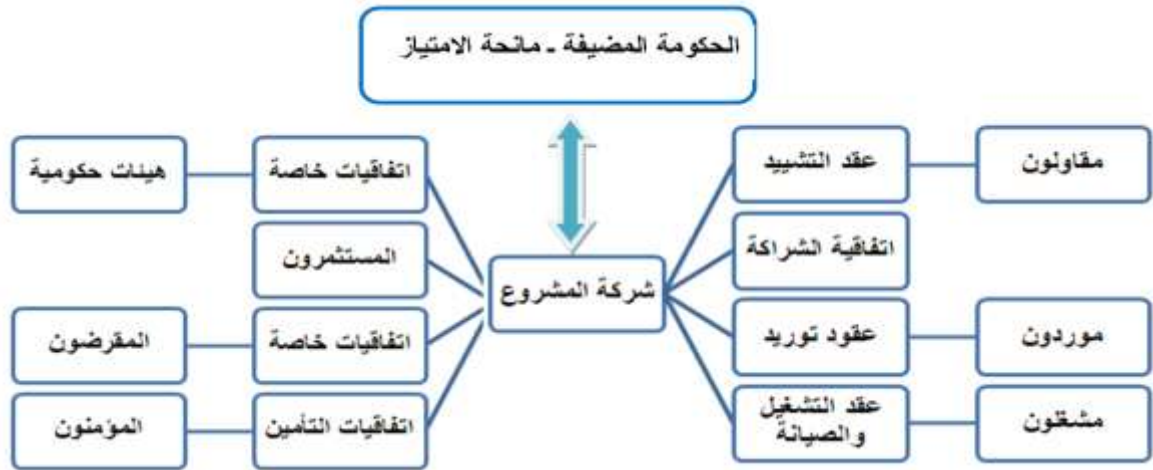 الحكومة المضيفة - مانحة الامتياز
مقاولون
عقد التشييد
اتفاقيات خاصة
هيئات حكومية
اتفاقية الشراكة
المستثمرون
شركة المشروع
موردون
عقود توريد
اتفاقيات خاصة
المقرضون
مشغلون
عقد التشغيل
والصيانة
اتفاقيات التأمين
المؤمنون